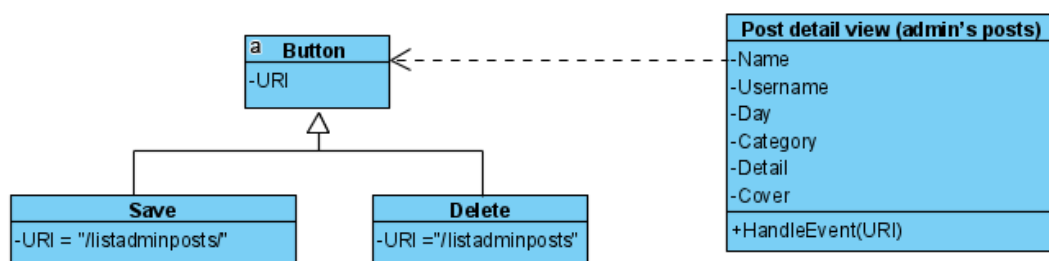 a
Button
-URI
Post detail view (admin's posts)
-Name
-Username
-Day
-Category
-Detail
-Cover
+HandleEvent(URI)
Save
-URI = "/listadminposts/"
Delete
-URI ="/listadminposts"